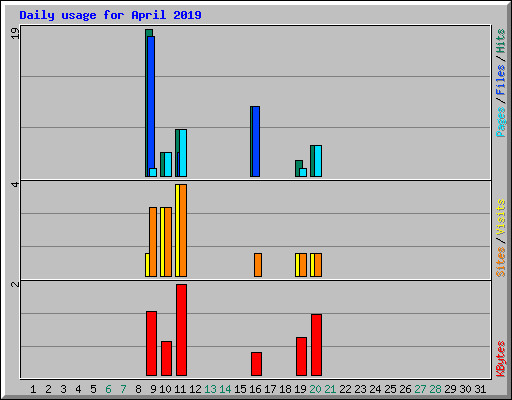 Daily usage for April 2019
19
4
2
Pages / Files / Hits
Sites / Visits
KBytes
1 2 3 4 5 6 7 8 9 10 11 12 13 14 15 16 17 18 19 20 21 22 23 24 25 26 27 28 29 30 31